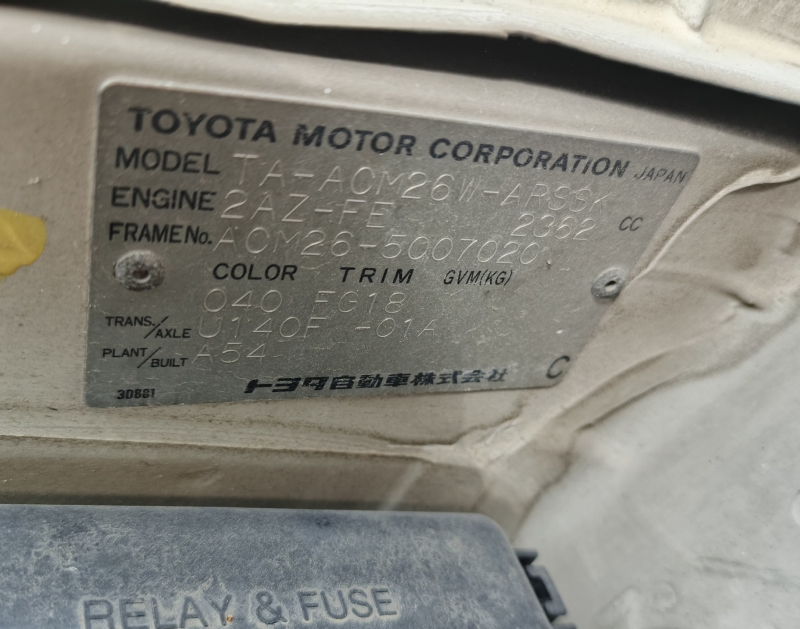 TOYOTA MOTOR CORPORATION JAPAN
MODEL TA-ACM26W-ARSSK
ENGINE 2AZ-FE 2362 CC
FRAME No. ACM26-5007020
COLOR TRIM GVM(KG)
040 FG18
TRANS./AXLE U140F -01A
PLANT/BUILT A54
30881 トヨタ自動車株式会社 C
RELAY & FUSE